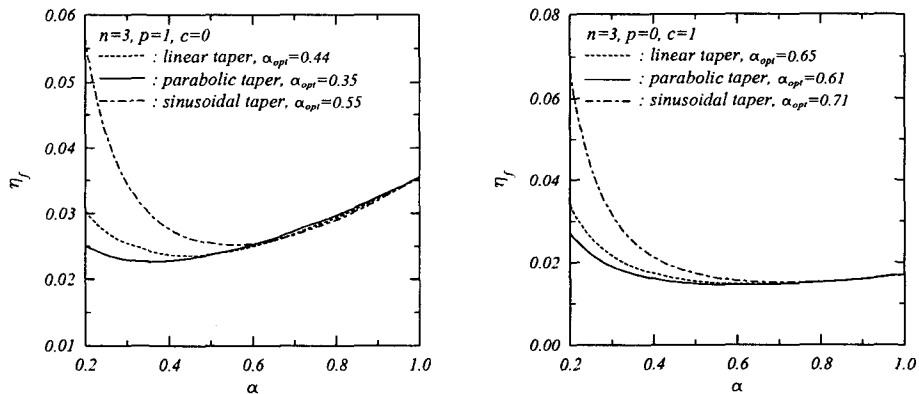 0.06
n=3, p=1, c=0
: linear taper, αopt=0.44
: parabolic taper, αopt=0.35
: sinusoidal taper, αopt=0.55
0.05
0.04
ηf
0.03
0.02
0.01
0.2 0.4 0.6 0.8 1.0
α
0.08
n=3, p=0, c=1
: linear taper, αopt=0.65
: parabolic taper, αopt=0.61
: sinusoidal taper, αopt=0.71
0.06
ηf
0.04
0.02
0.00
0.2 0.4 0.6 0.8 1.0
α